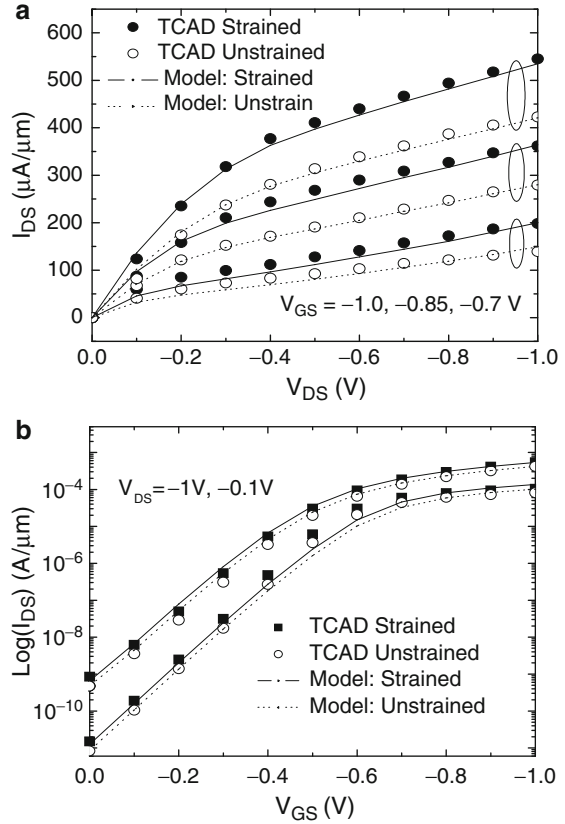 a
TCAD Strained
TCAD Unstrained
Model: Strained
Model: Unstrain
600
500
400
300
200
100
0
I_DS (μA/μm)
V_GS = −1.0, −0.85, −0.7 V
0.0 −0.2 −0.4 −0.6 −0.8 −1.0
V_DS (V)
b
V_DS=−1V, −0.1V
10^−4
10^−6
10^−8
10^−10
Log(I_DS) (A/μm)
TCAD Strained
TCAD Unstrained
Model: Strained
Model: Unstrained
0.0 −0.2 −0.4 −0.6 −0.8 −1.0
V_GS (V)